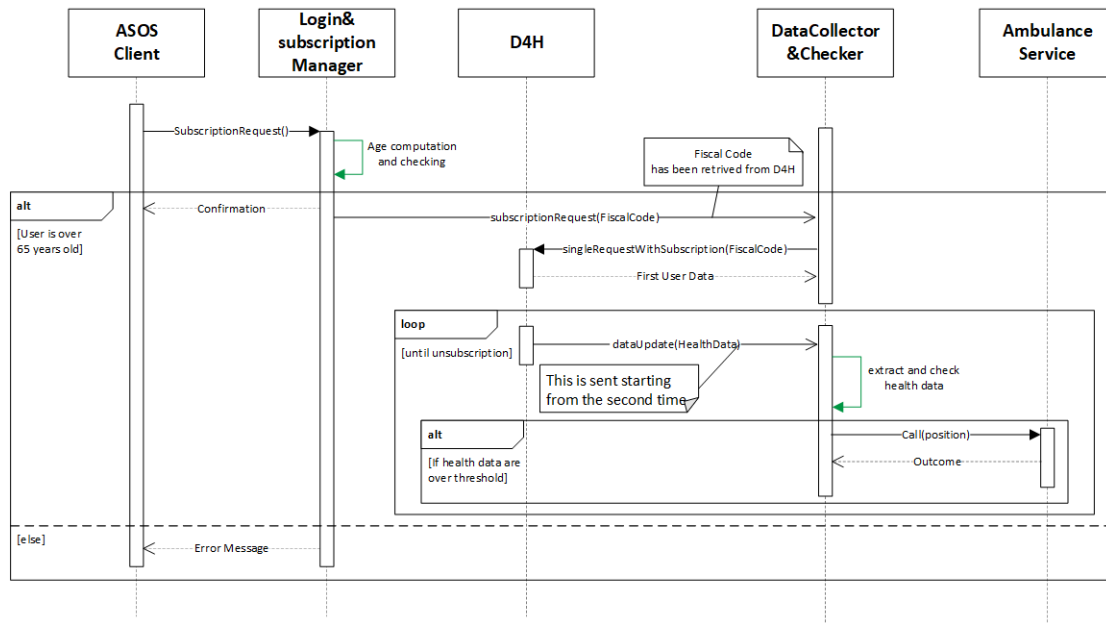 ASOS
Client
Login&
subscription
Manager
D4H
DataCollector
&Checker
Ambulance
Service
SubscriptionRequest()
Age computation
and checking
Fiscal Code
has been retrived from D4H
alt
[User is over
65 years old]
Confirmation
subscriptionRequest(FiscalCode)
singleRequestWithSubscription(FiscalCode)
First User Data
loop
[until unsubscription]
dataUpdate(HealthData)
This is sent starting
from the second time
extract and check
health data
alt
[If health data are
over threshold]
Call(position)
Outcome
[else]
Error Message